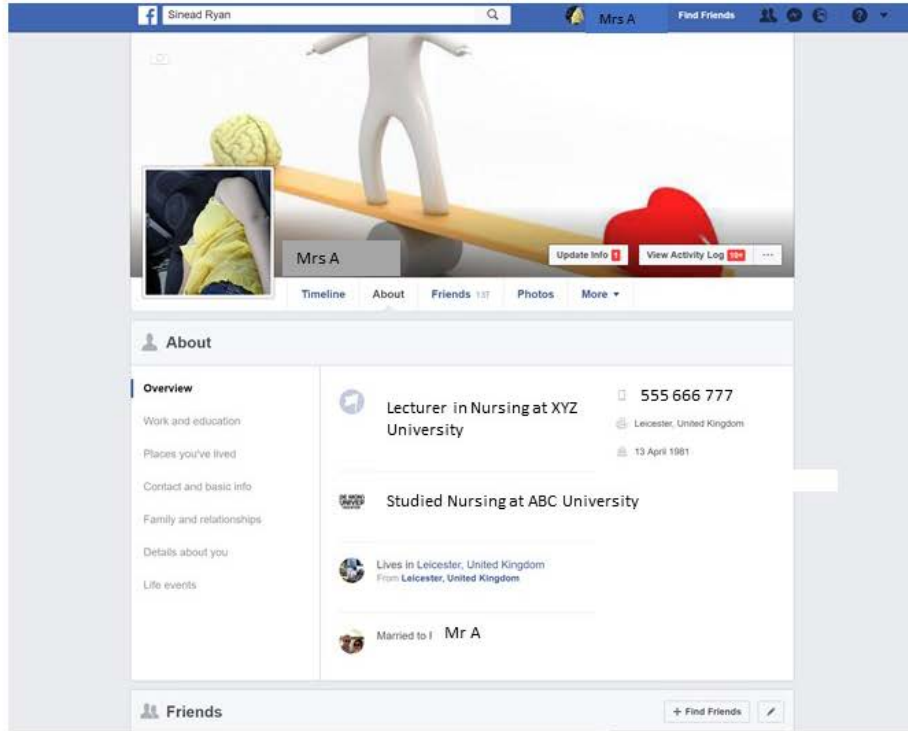 f Sinead Ryan Mrs A Find Friends
Mrs A
Update Info 1 View Activity Log 10+ ...
Timeline About Friends 137 Photos More
About
Overview
Work and education
Places you've lived
Contact and basic info
Family and relationships
Details about you
Life events
Lecturer in Nursing at XYZ
University
Studied Nursing at ABC University
Lives in Leicester, United Kingdom
From Leicester, United Kingdom
Married to Mr A
555 666 777
Leicester, United Kingdom
13 April 1981
Friends + Find Friends